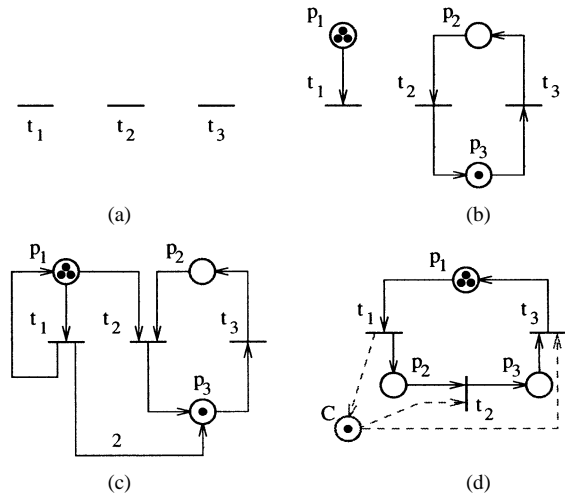 t1 t2 t3
(a)
p1 p2
t1 t2 t3
p3
(b)
p1 p2
t1 t2 t3
p3
2
(c)
p1
t1 t3
p2 p3
C t2
(d)